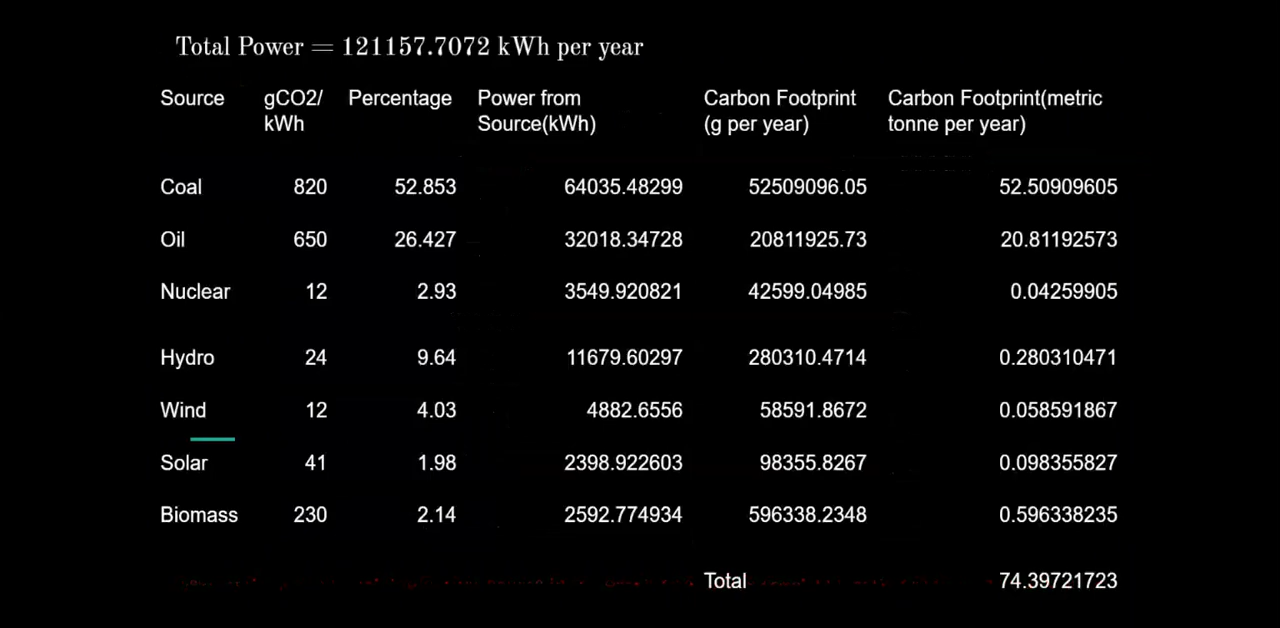 Total Power = 121157.7072 kWh per year
Source gCO2/ kWh Percentage Power from Source(kWh) Carbon Footprint (g per year) Carbon Footprint(metric tonne per year)
Coal 820 52.853 64035.48299 52509096.05 52.50909605
Oil 650 26.427 32018.34728 20811925.73 20.81192573
Nuclear 12 2.93 3549.920821 42599.04985 0.04259905
Hydro 24 9.64 11679.60297 280310.4714 0.280310471
Wind 12 4.03 4882.6556 58591.8672 0.058591867
Solar 41 1.98 2398.922603 98355.8267 0.098355827
Biomass 230 2.14 2592.774934 596338.2348 0.596338235
Total 74.39721723